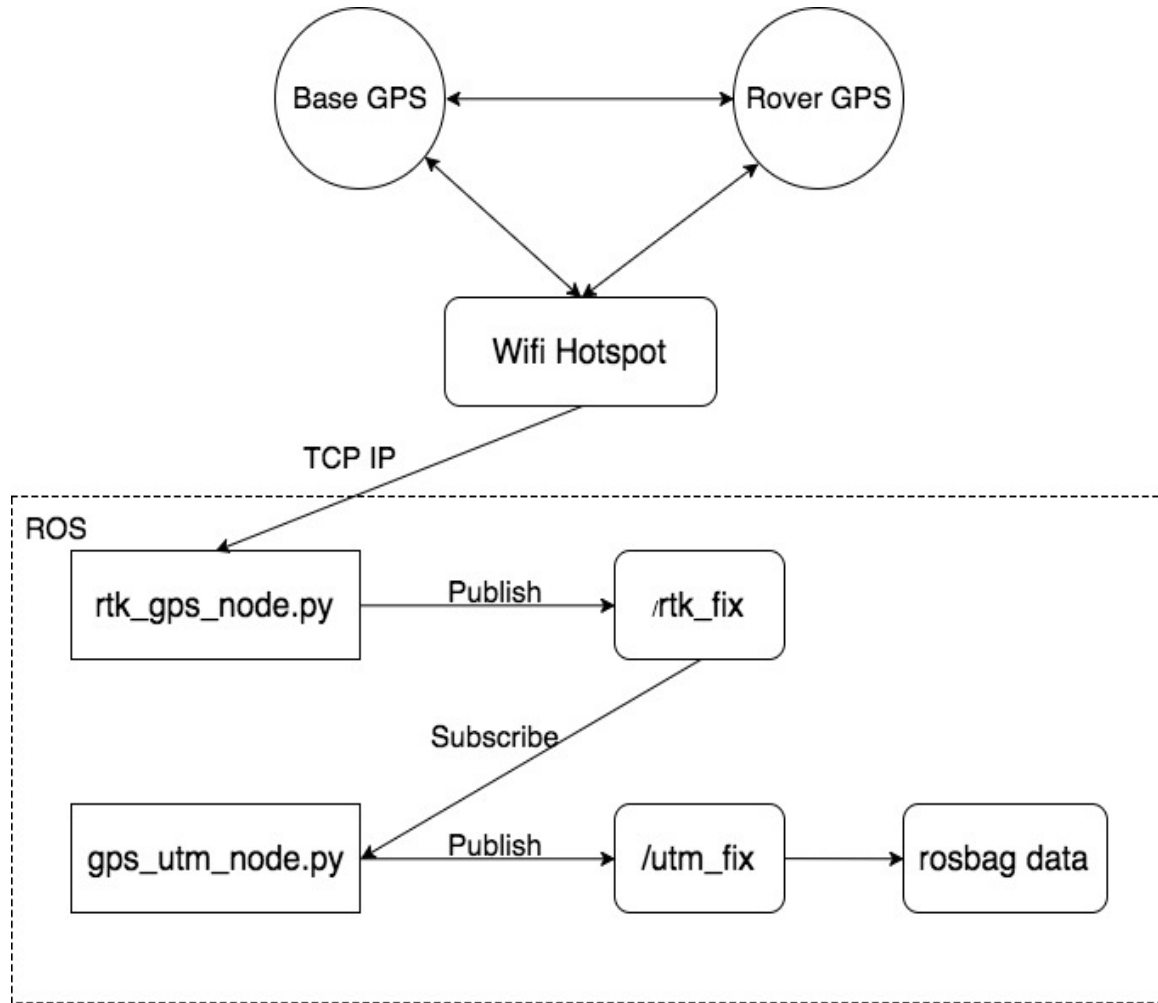 Base GPS
Rover GPS
Wifi Hotspot
TCP IP
ROS
rtk_gps_node.py
Publish
/rtk_fix
Subscribe
gps_utm_node.py
Publish
/utm_fix
rosbag data